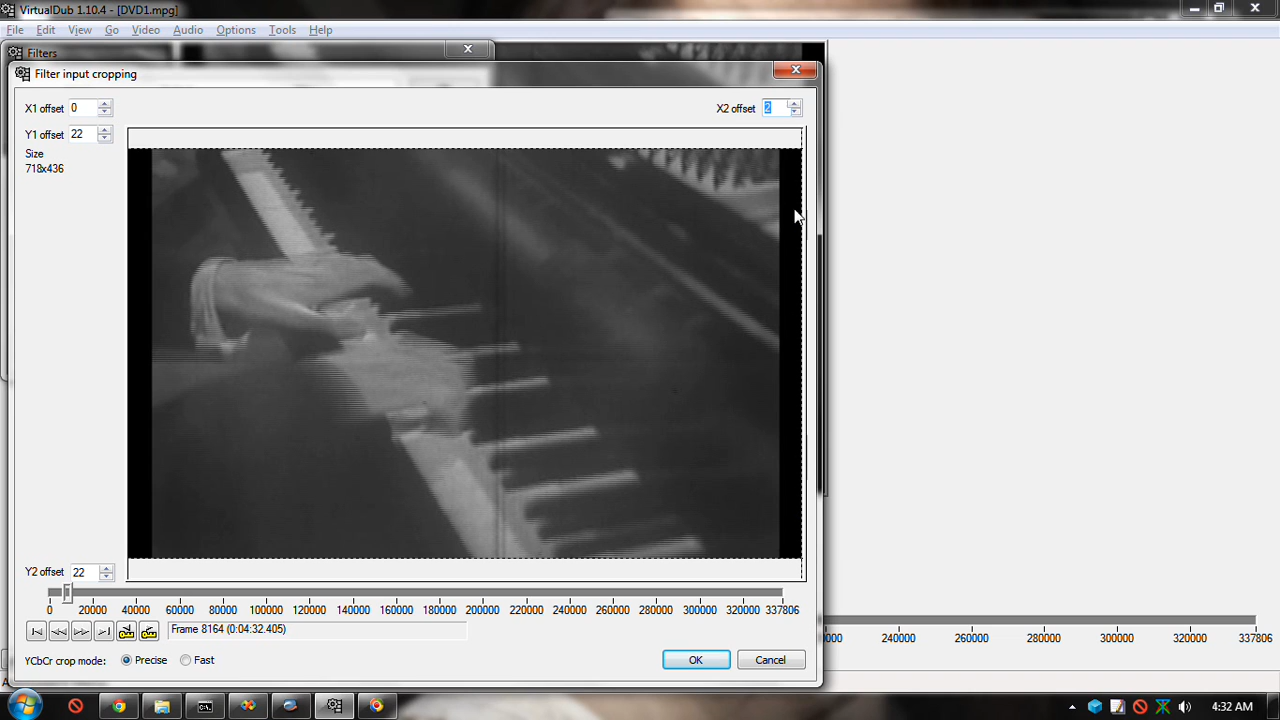 VirtualDub 1.10.4 - [DVD1.mpg]
File Edit View Go Video Audio Options Tools Help
Filters
Filter input cropping
X1 offset 0
X2 offset 2
Y1 offset 22
Size
718x436
Y2 offset 22
0 20000 40000 60000 80000 100000 120000 140000 160000 180000 200000 220000 240000 260000 280000 300000 320000 337806
Frame 8164 (0:04:32.405)
0000 240000 260000 280000 300000 320000 337806
YCbCr crop mode: Precise Fast
OK Cancel
4:32 AM